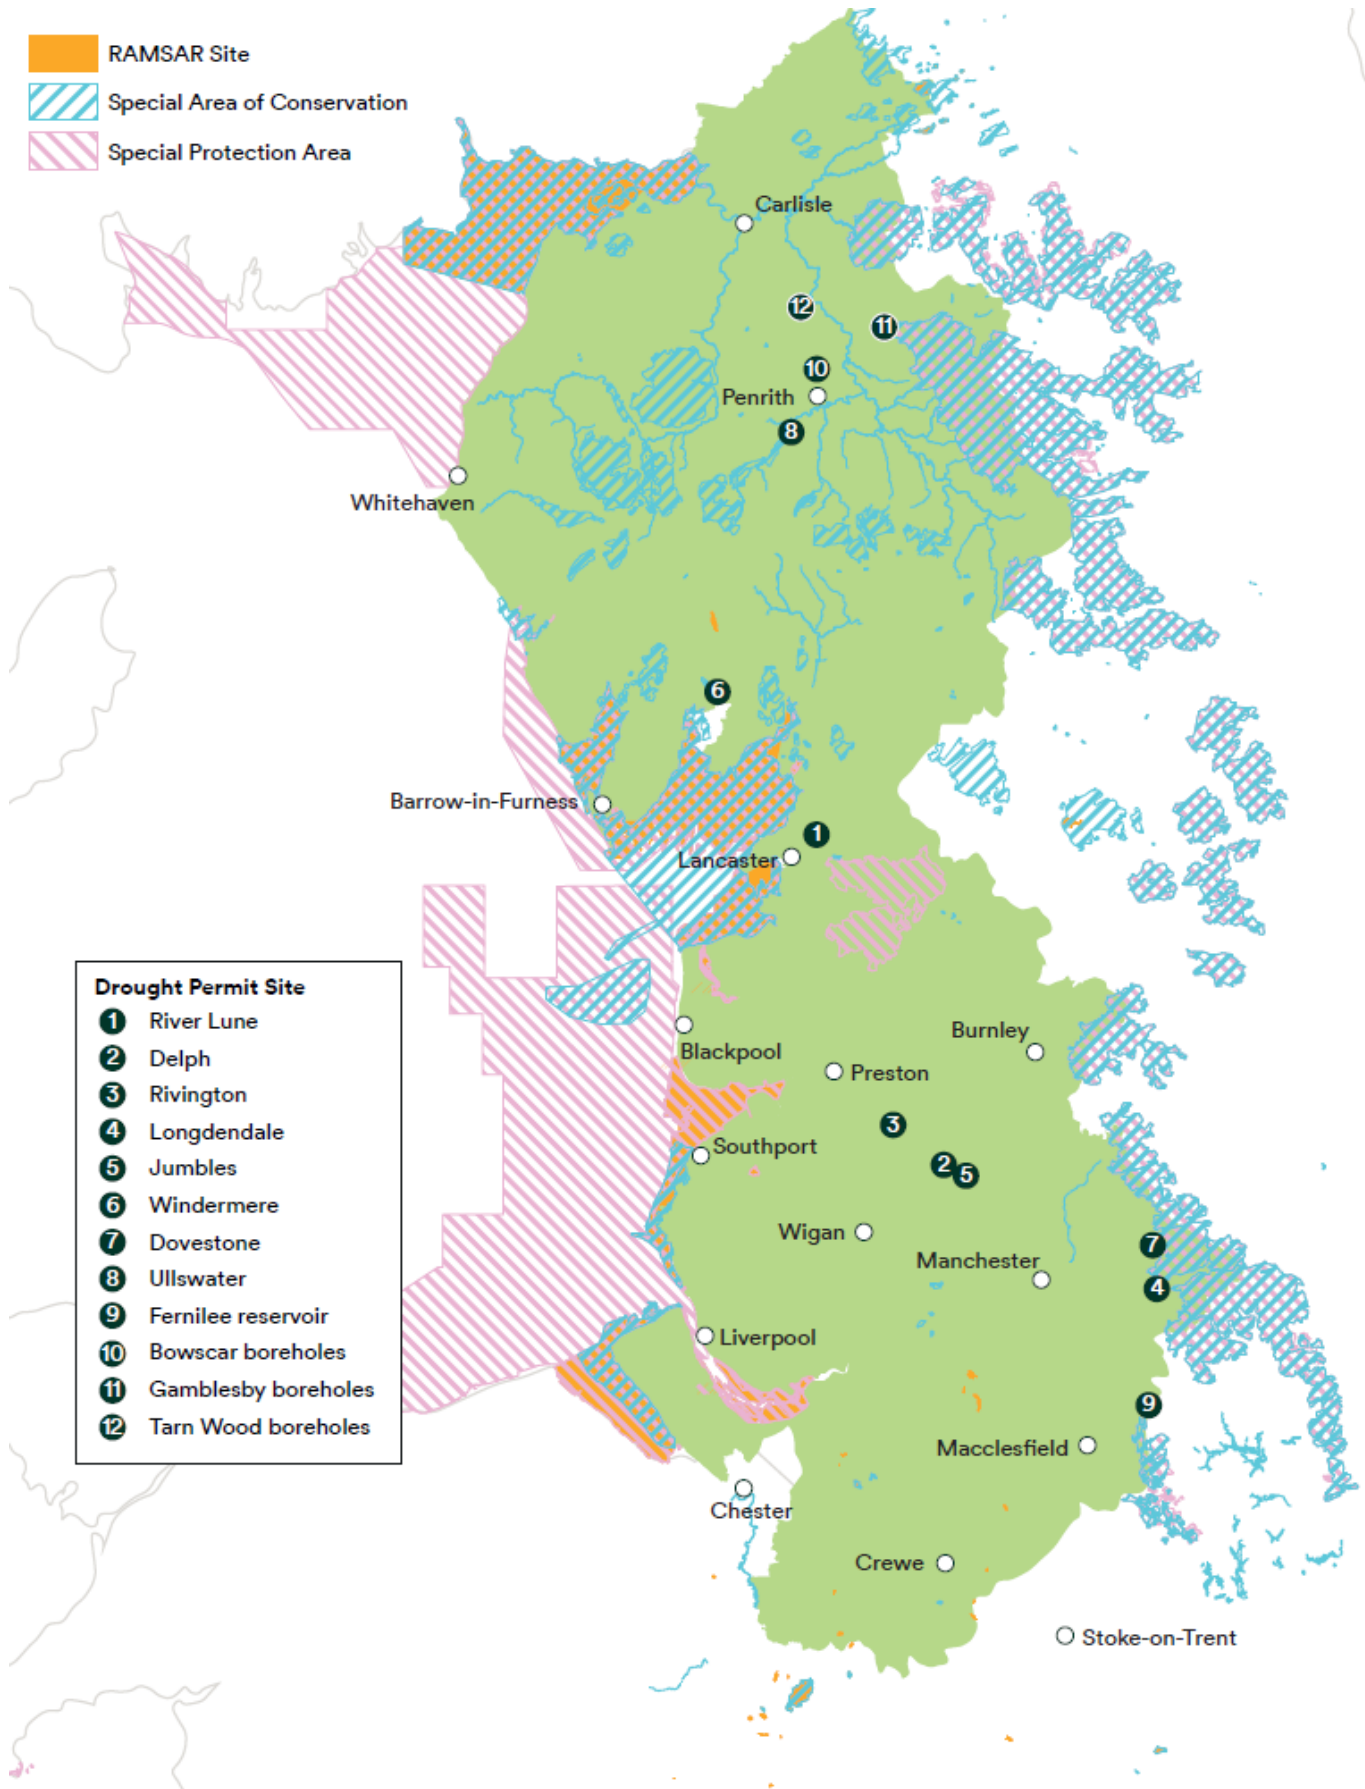 RAMSAR Site
Special Area of Conservation
Special Protection Area
Carlisle
12
11
10
Penrith
8
Whitehaven
6
Barrow-in-Furness
1
Lancaster
Drought Permit Site
1 River Lune
2 Delph
3 Rivington
4 Longdendale
5 Jumbles
6 Windermere
7 Dovestone
8 Ullswater
9 Fernilee reservoir
10 Bowscar boreholes
11 Gamblesby boreholes
12 Tarn Wood boreholes
Burnley
Blackpool
Preston
3
Southport
2
5
Wigan
7
Manchester
4
Liverpool
9
Macclesfield
Chester
Crewe
Stoke-on-Trent